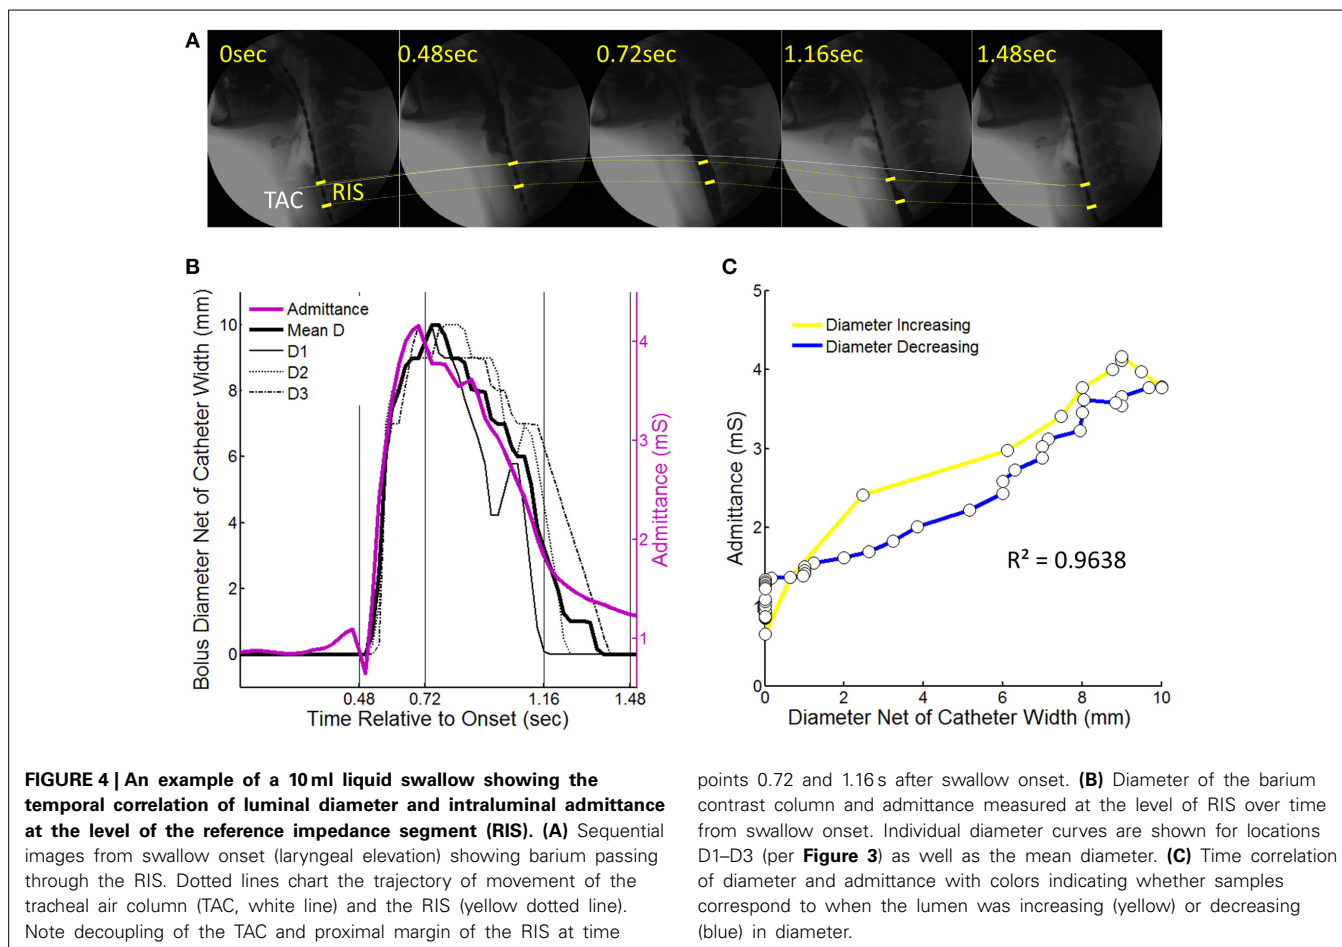 A
0sec
0.48sec
0.72sec
1.16sec
1.48sec
TAC
RIS
B
Bolus Diameter Net of Catheter Width (mm)
10
8
6
4
2
0
Admittance
Mean D
D1
D2
D3
4
3
2
1
Admittance (mS)
0.48
0.72
1.16
1.48
Time Relative to Onset (sec)
C
Admittance (mS)
5
4
3
2
1
0
Diameter Increasing
Diameter Decreasing
R² = 0.9638
0
2
4
6
8
10
Diameter Net of Catheter Width (mm)
FIGURE 4 | An example of a 10 ml liquid swallow showing the
temporal correlation of luminal diameter and intraluminal admittance
at the level of the reference impedance segment (RIS). (A) Sequential
images from swallow onset (laryngeal elevation) showing barium passing
through the RIS. Dotted lines chart the trajectory of movement of the
tracheal air column (TAC, white line) and the RIS (yellow dotted line).
Note decoupling of the TAC and proximal margin of the RIS at time
points 0.72 and 1.16 s after swallow onset. (B) Diameter of the barium
contrast column and admittance measured at the level of RIS over time
from swallow onset. Individual diameter curves are shown for locations
D1–D3 (per Figure 3) as well as the mean diameter. (C) Time correlation
of diameter and admittance with colors indicating whether samples
correspond to when the lumen was increasing (yellow) or decreasing
(blue) in diameter.